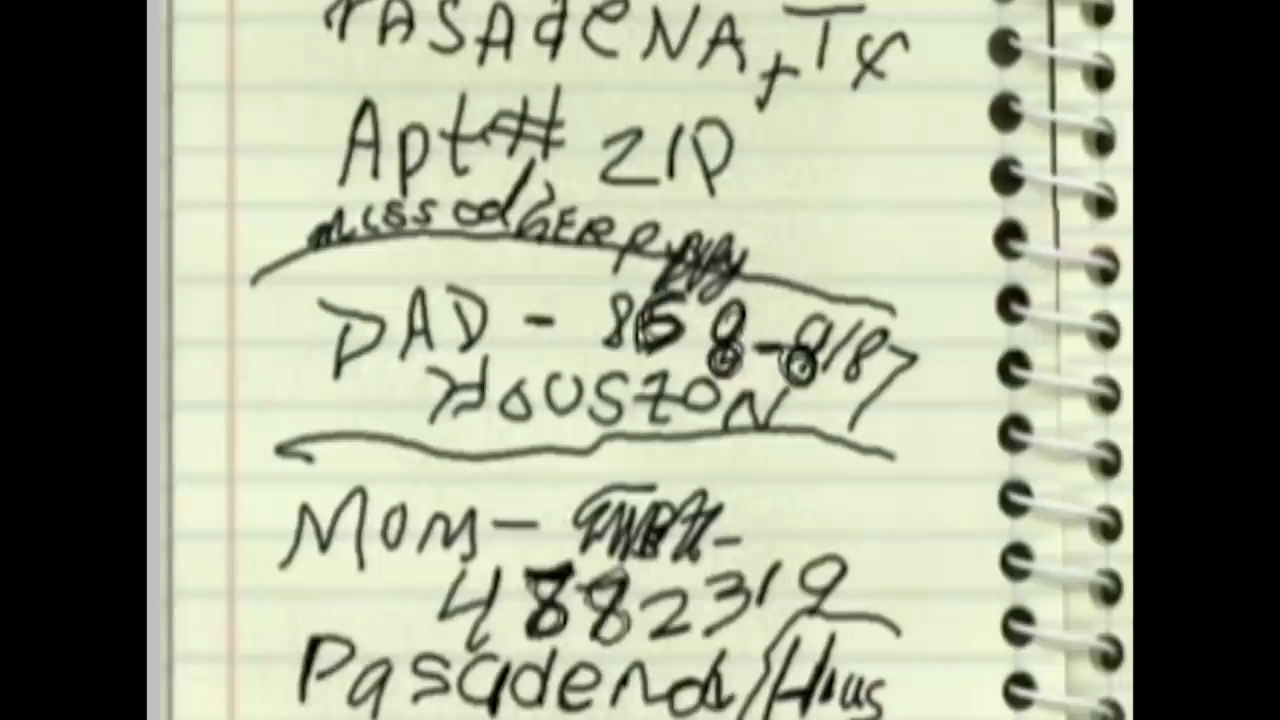 PASAdeNA, Tx
Apt# ZIP
DAD - 858-8187
HOUSTON
Mom -
4882319
Pasadena/Hous